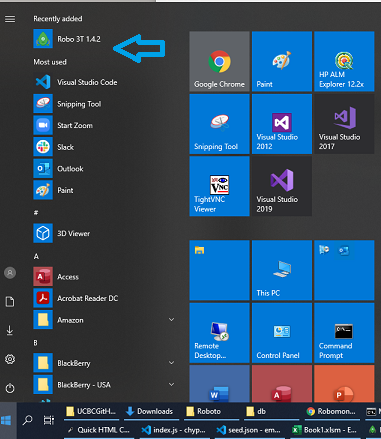 Recently added
Robo 3T 1.4.2
Most used
Visual Studio Code
Snipping Tool
Start Zoom
Slack
Outlook
Paint
#
3D Viewer
A
Access
Acrobat Reader DC
Amazon
B
BlackBerry
BlackBerry - USA
Google Chrome
Paint
HP ALM
Explorer 12.2x
Snipping Tool
Visual Studio
2012
Visual Studio
2017
VNC
TightVNC
Viewer
Visual Studio
2019
This PC
Remote
Desktop...
Control Panel
Command
Prompt
UCBCGitH...
Downloads
Roboto
db
Robomon...
Quick HTML C...
index.js - chyp...
seed.json - em...
Book1.xlsm - E...